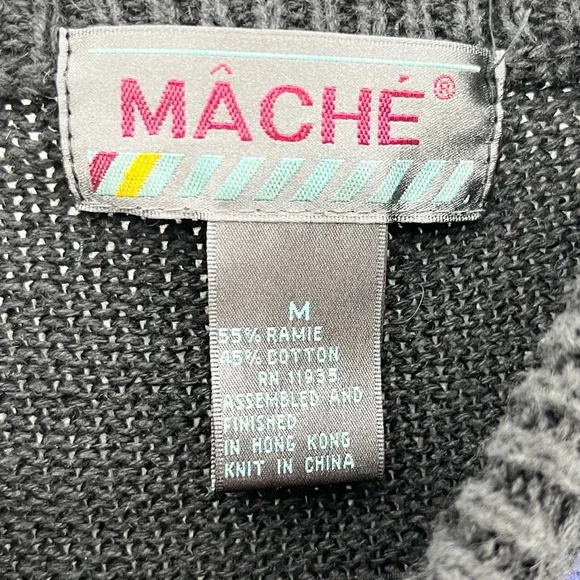 MÂCHÉ®
M
55% RAMIE
45% COTTON
RN 11935
ASSEMBLED AND
FINISHED
IN HONG KONG
KNIT IN CHINA